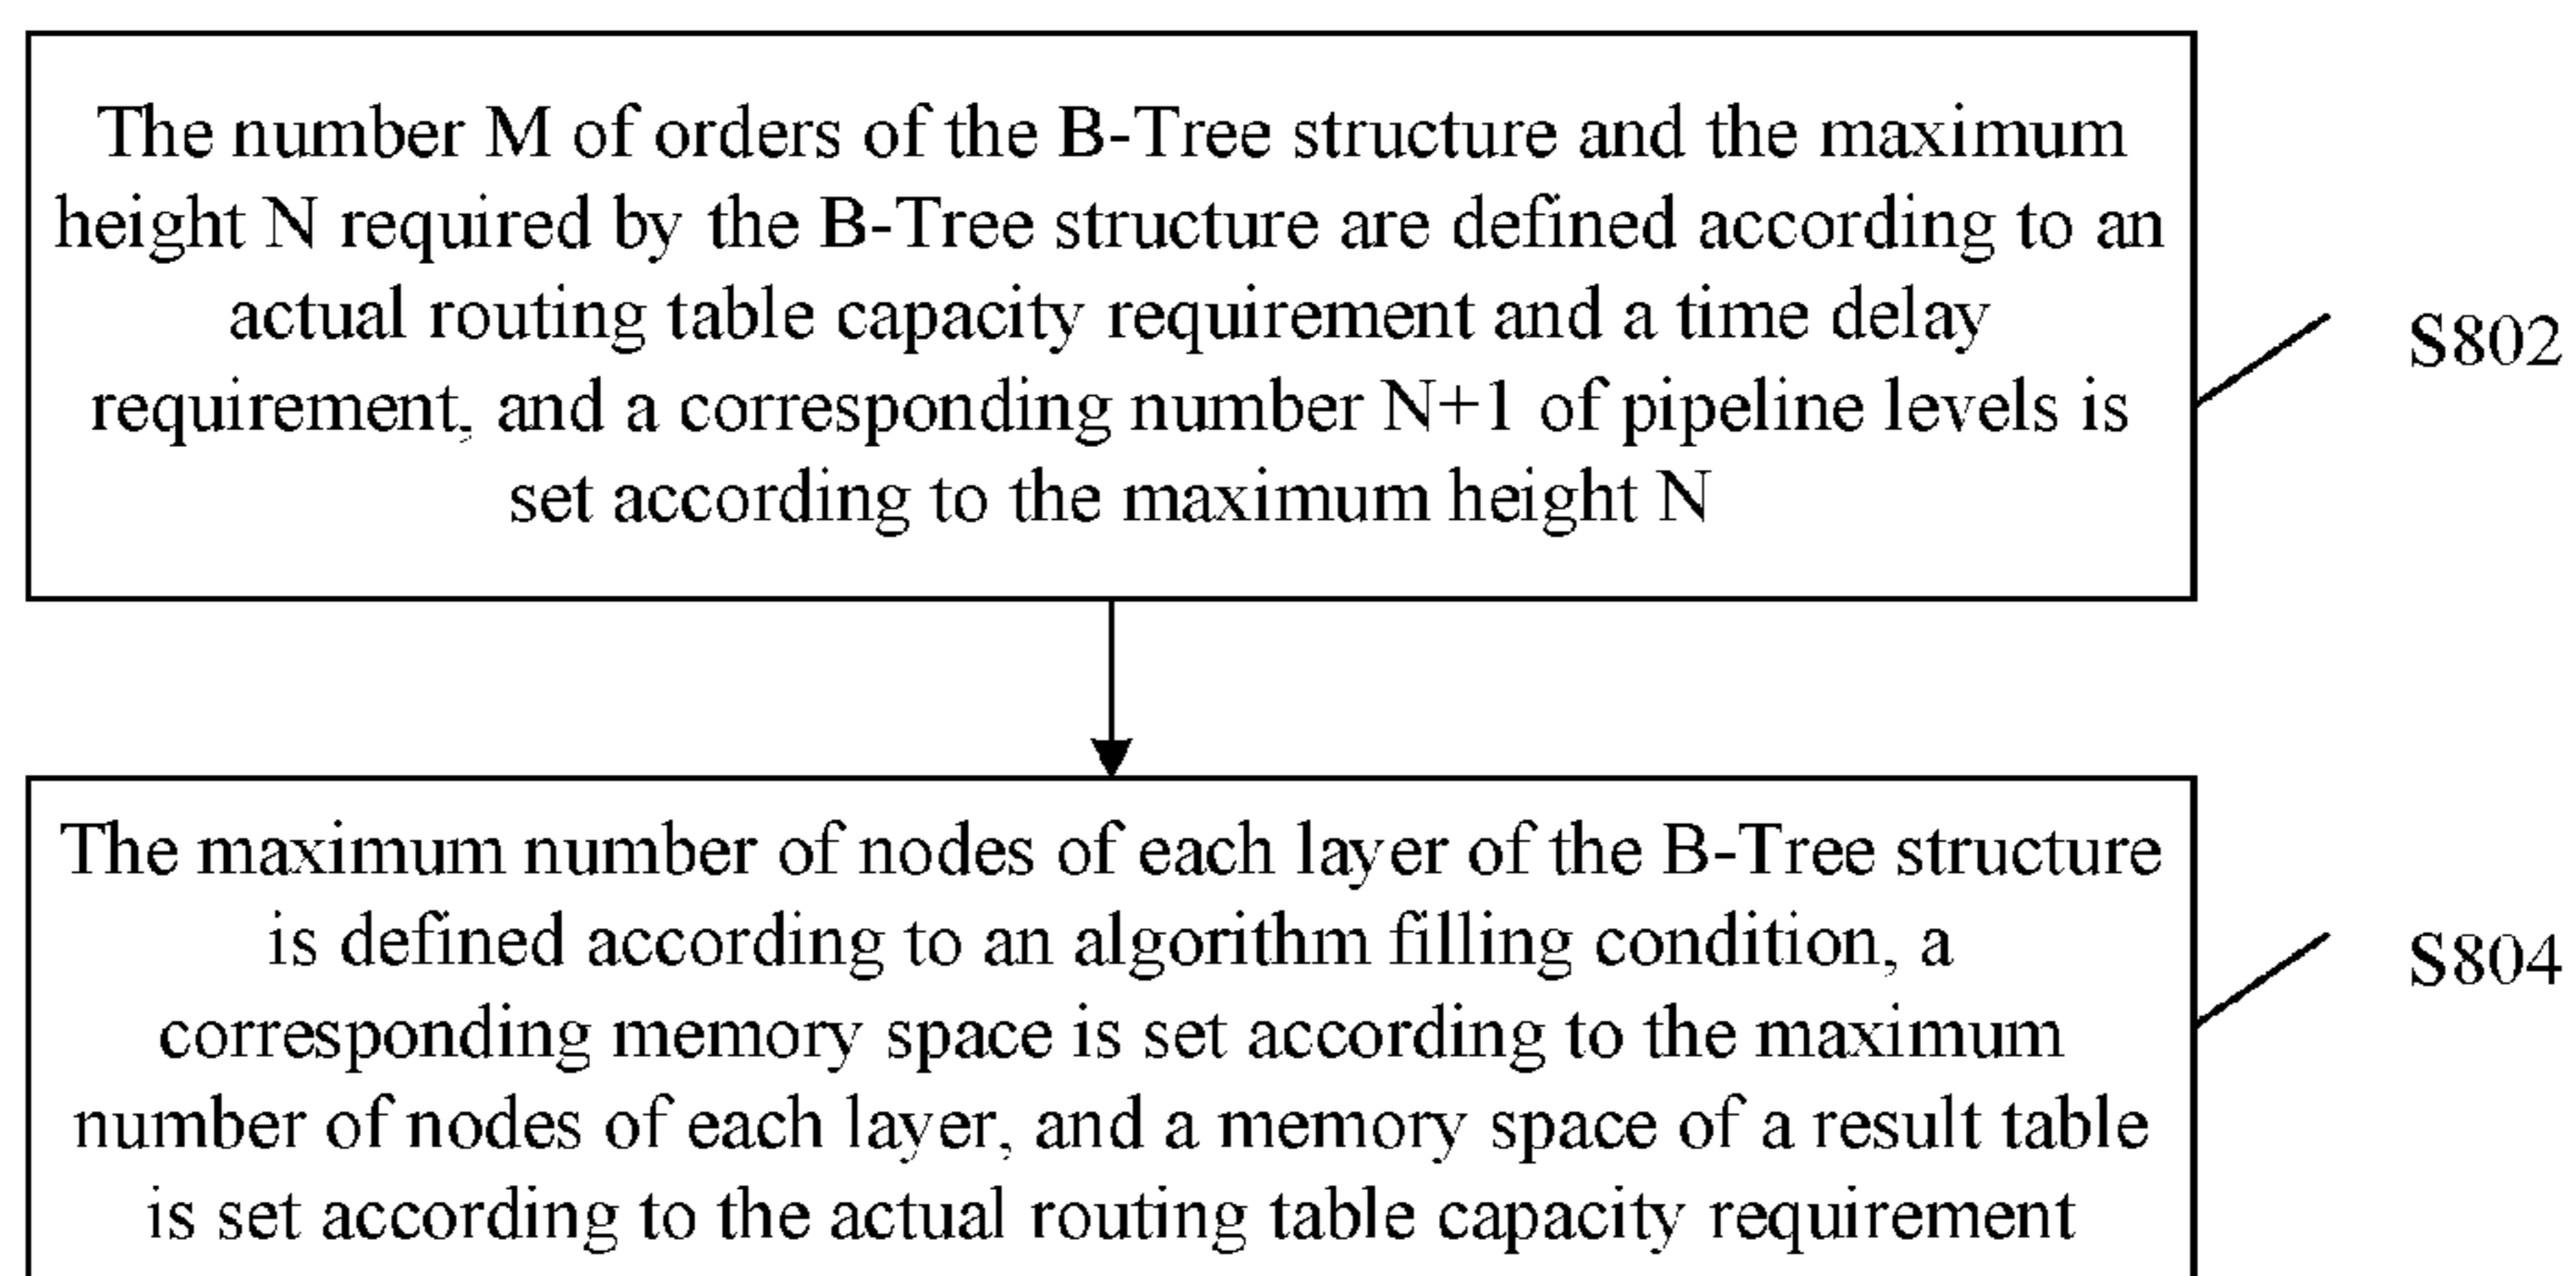 The number M of orders of the B-Tree structure and the maximum
height N required by the B-Tree structure are defined according to an
actual routing table capacity requirement and a time delay
requirement, and a corresponding number N+1 of pipeline levels is
set according to the maximum height N
S802
The maximum number of nodes of each layer of the B-Tree structure
is defined according to an algorithm filling condition, a
corresponding memory space is set according to the maximum
number of nodes of each layer, and a memory space of a result table
is set according to the actual routing table capacity requirement
S804